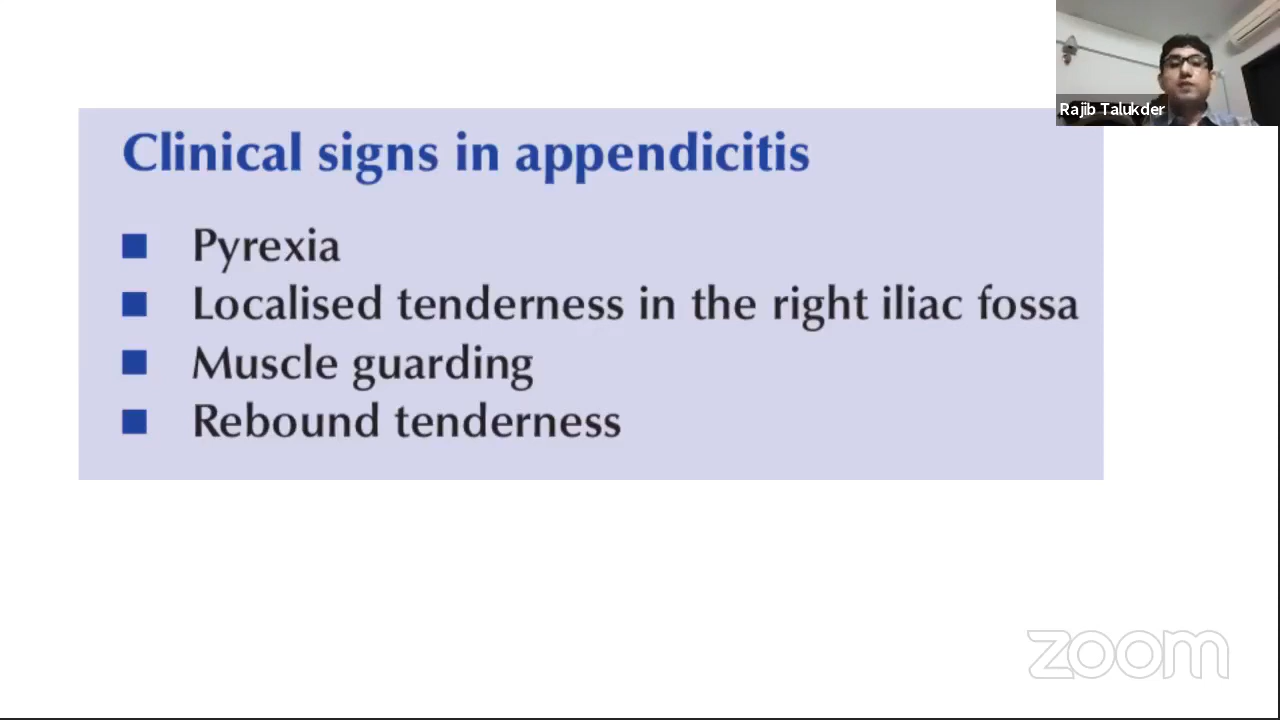 Rajib Talukder
Clinical signs in appendicitis
Pyrexia
Localised tenderness in the right iliac fossa
Muscle guarding
Rebound tenderness
zoom